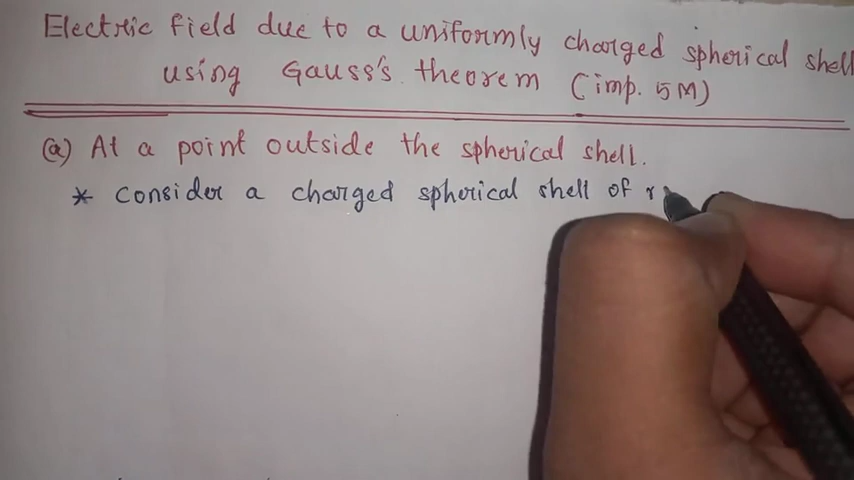 Electric field due to a uniformly charged spherical shell
using Gauss's theorem (imp. 5M)
(a) At a point outside the spherical shell.
* Consider a charged spherical shell of r